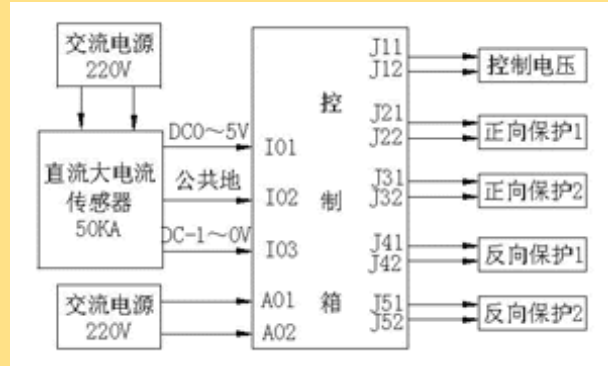 交流电源
220V
直流大电流
传感器
50KA
DC0～5V
公共地
DC-1～0V
交流电源
220V
I01
I02
I03
A01
A02
控
制
箱
J11
J12
J21
J22
J31
J32
J41
J42
J51
J52
控制电压
正向保护1
正向保护2
反向保护1
反向保护2